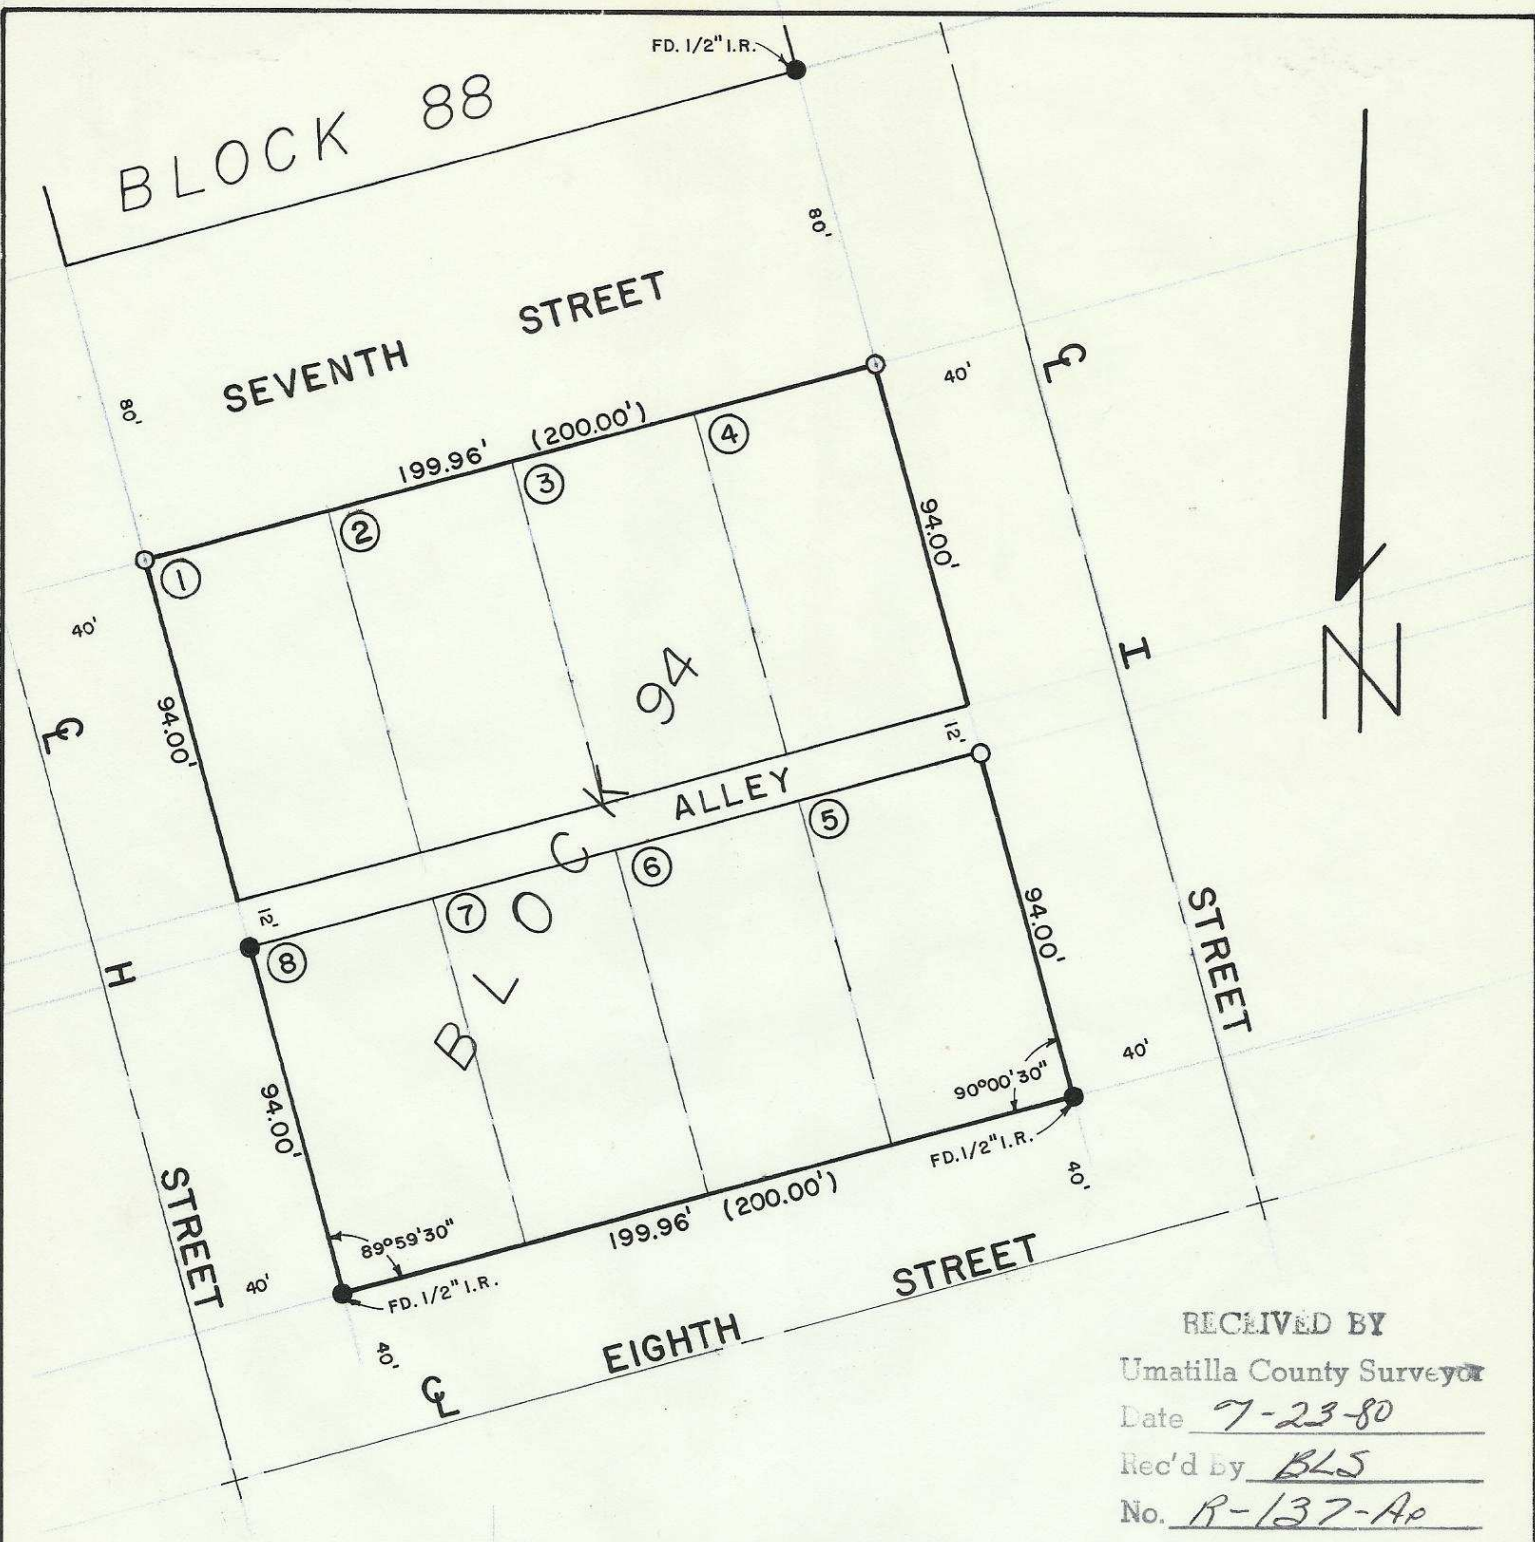 FD. 1/2" I.R.
BLOCK 88
80'
SEVENTH STREET
80'
℄
40'
199.96' (200.00')
④
③
②
①
94.00'
40'
94.00'
℄
I
STREET
H
STREET
BLOCK 94
12'
ALLEY
12'
⑤
⑥
⑦
⑧
94.00'
94.00'
90°00'30"
40'
FD. 1/2" I.R.
40'
89°59'30"
199.96' (200.00')
40'
FD. 1/2" I.R.
40'
℄
EIGHTH STREET
N
RECEIVED BY
Umatilla County Surveyor
Date 7-23-80
Rec'd By BLS
No. R-137-Ao